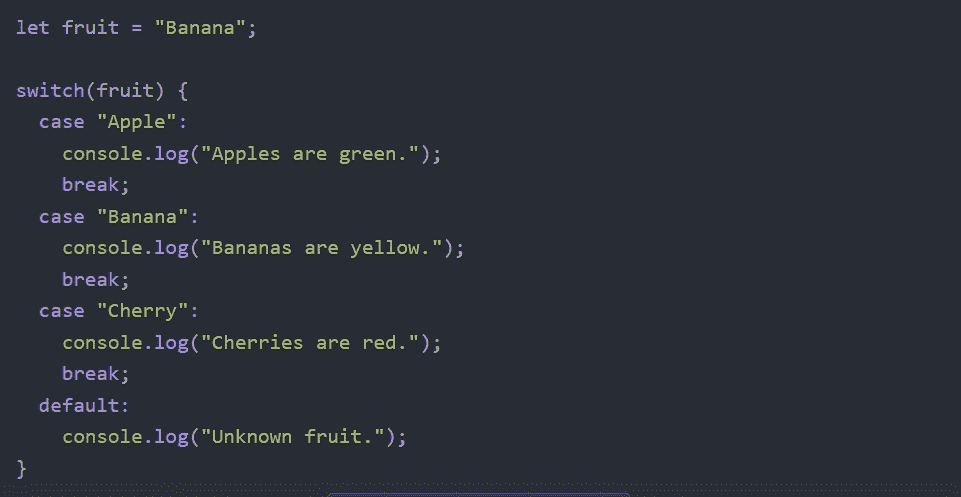 let fruit = "Banana";
switch(fruit) {
case "Apple":
console.log("Apples are green.");
break;
case "Banana":
console.log("Bananas are yellow.");
break;
case "Cherry":
console.log("Cherries are red.");
break;
default:
console.log("Unknown fruit.");
}